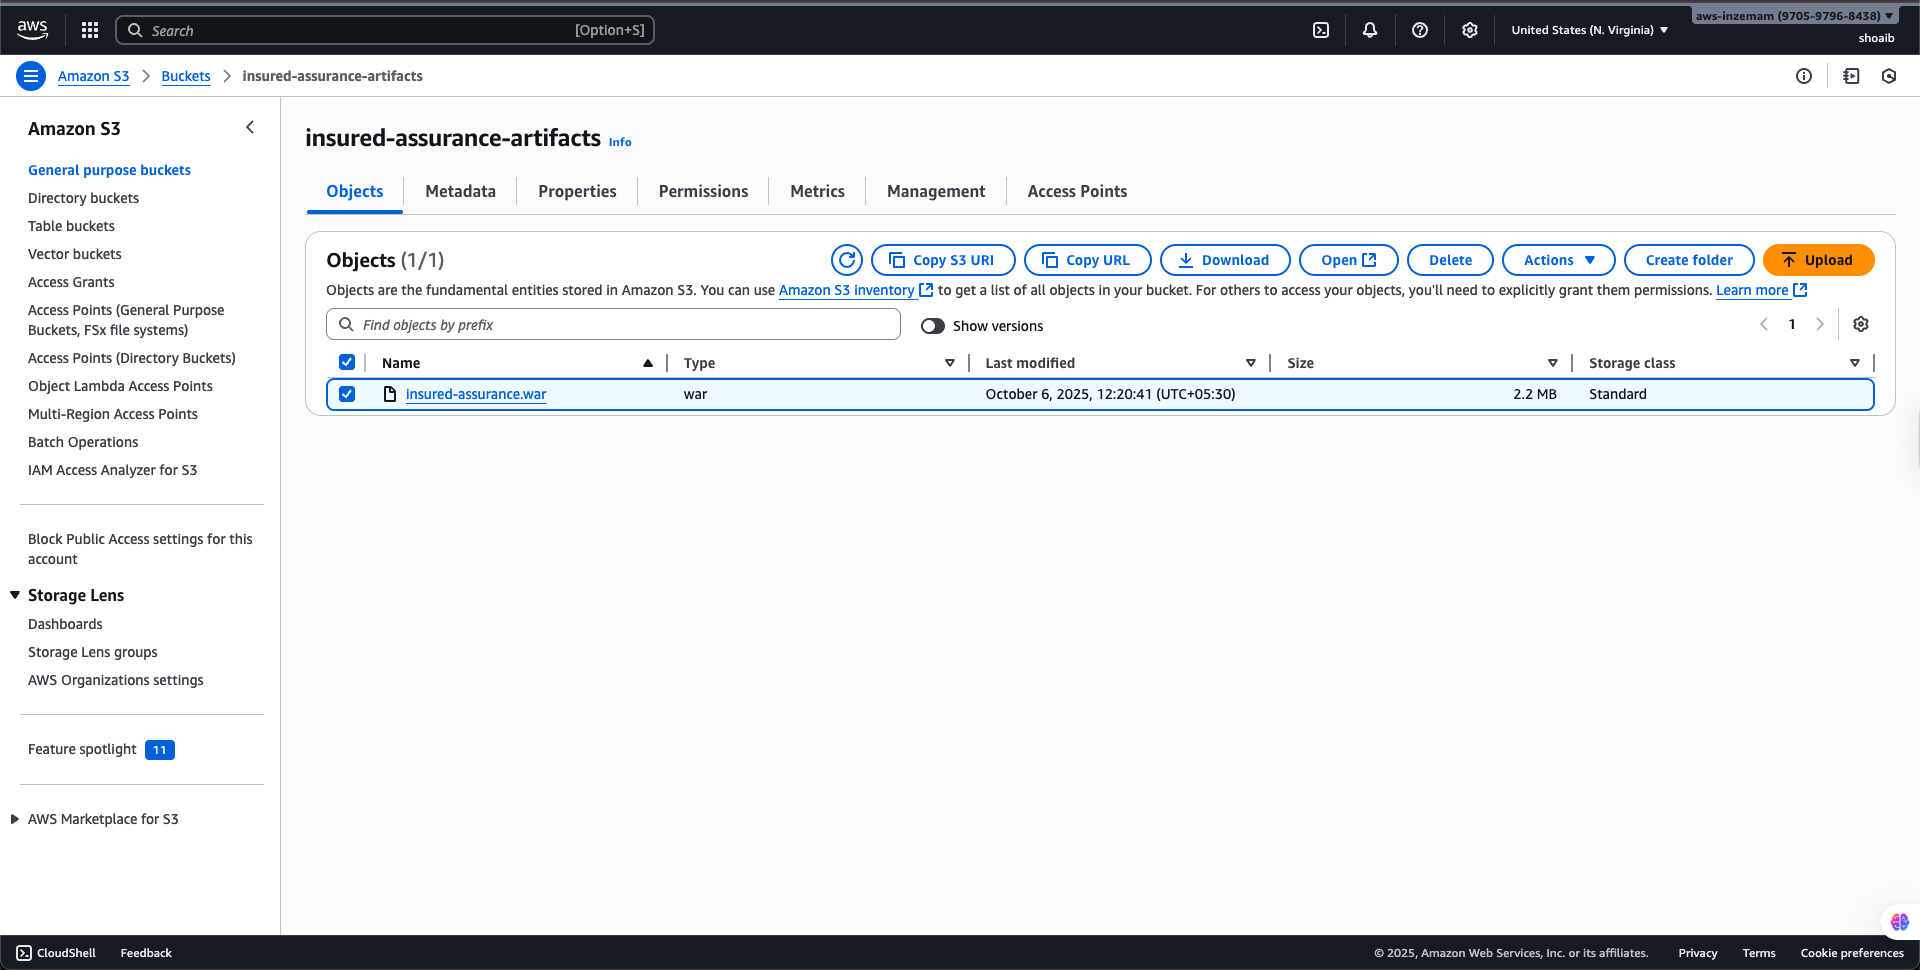 aws
Search
[Option+S]
United States (N. Virginia)
aws-inzemam (9705-9796-8438)
shoaib
Amazon S3
Buckets
insured-assurance-artifacts
Amazon S3
General purpose buckets
Directory buckets
Table buckets
Vector buckets
Access Grants
Access Points (General Purpose
Buckets, FSx file systems)
Access Points (Directory Buckets)
Object Lambda Access Points
Multi-Region Access Points
Batch Operations
IAM Access Analyzer for S3
Block Public Access settings for this
account
Storage Lens
Dashboards
Storage Lens groups
AWS Organizations settings
Feature spotlight 11
AWS Marketplace for S3
insured-assurance-artifacts Info
Objects Metadata Properties Permissions Metrics Management Access Points
Objects (1/1)
Copy S3 URI Copy URL Download Open Delete Actions Create folder Upload
Objects are the fundamental entities stored in Amazon S3. You can use Amazon S3 inventory to get a list of all objects in your bucket. For others to access your objects, you'll need to explicitly grant them permissions. Learn more
Find objects by prefix
Show versions
1
Name Type Last modified Size Storage class
insured-assurance.war war October 6, 2025, 12:20:41 (UTC+05:30) 2.2 MB Standard
CloudShell Feedback
© 2025, Amazon Web Services, Inc. or its affiliates. Privacy Terms Cookie preferences